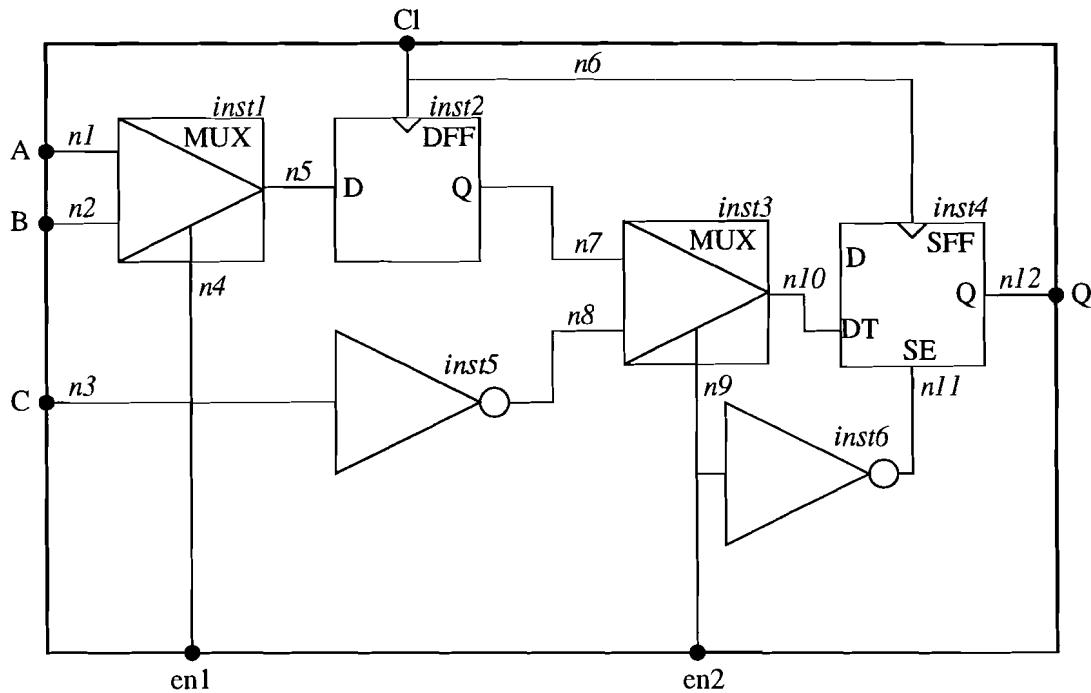 Cl
n6
inst1
inst2
A
n1
MUX
DFF
n5
D
Q
B
n2
inst3
inst4
n7
MUX
SFF
n4
D
n10
Q
n12
Q
n8
DT
SE
inst5
n3
C
n9
n11
inst6
en1
en2